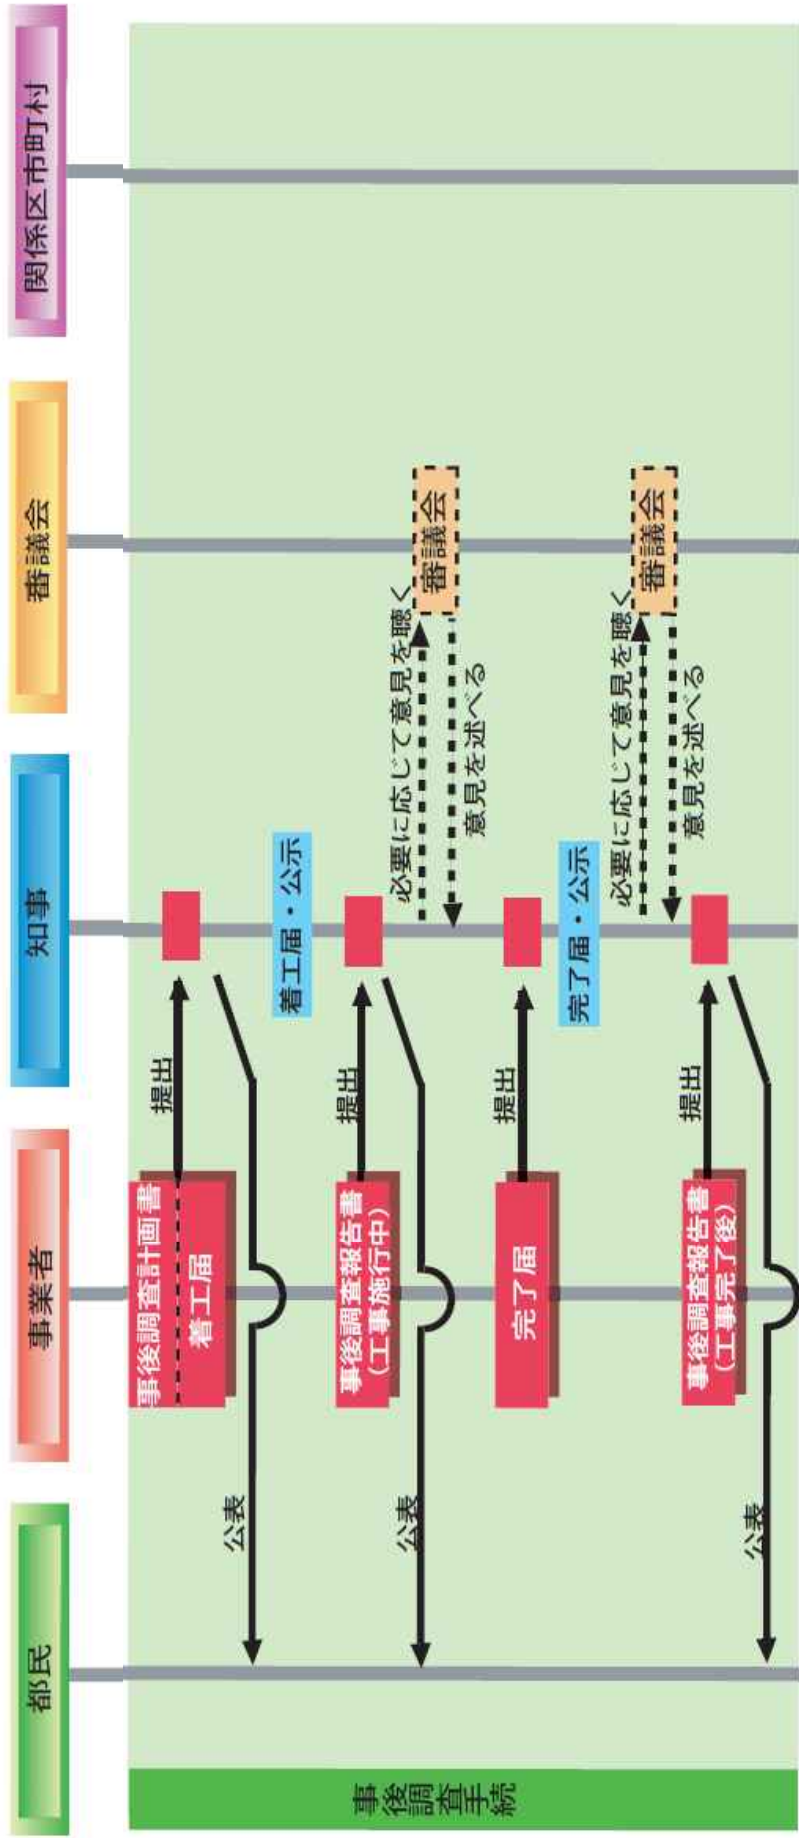 都民
事業者
知事
審議会
関係区市町村
事後調査手続
事後調査計画書
着工届
提出
公表
着工届・公示
事後調査報告書
(工事施行中)
提出
公表
必要に応じて意見を聴く
審議会
意見を述べる
完了届
提出
完了届・公示
必要に応じて意見を聴く
審議会
意見を述べる
事後調査報告書
(工事完了後)
提出
公表